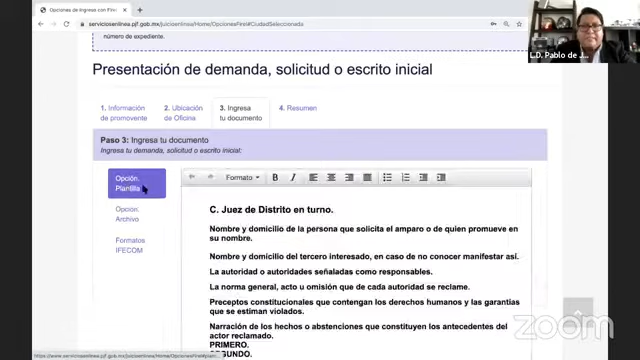 Opciones de Ingreso con Fire
serviciosenlinea.pjf.gob.mx/juicioenlinea/Home/OpcionesFirel#CiudadSeleccionada
L.D. Pablo de J...
número de expediente.
Presentación de demanda, solicitud o escrito inicial
1. Información de promovente
2. Ubicación de Oficina
3. Ingresa tu documento
4. Resumen
Paso 3: Ingresa tu documento
Ingresa tu demanda, solicitud o escrito inicial:
Opción. Plantilla
Opcion. Archivo
Formatos IFECOM
Formato
B I
C. Juez de Distrito en turno.
Nombre y domicilio de la persona que solicita el amparo o de quien promueve en
su nombre.
Nombre y domicilio del tercero interesado, en caso de no conocer manifestar así.
La autoridad o autoridades señaladas como responsables.
La norma general, acto u omisión que de cada autoridad se reclame.
Preceptos constitucionales que contengan los derechos humanos y las garantías
que se estiman violados.
Narración de los hechos o abstenciones que constituyen los antecedentes del
actor reclamado.
PRIMERO.
SEGUNDO.
zoom